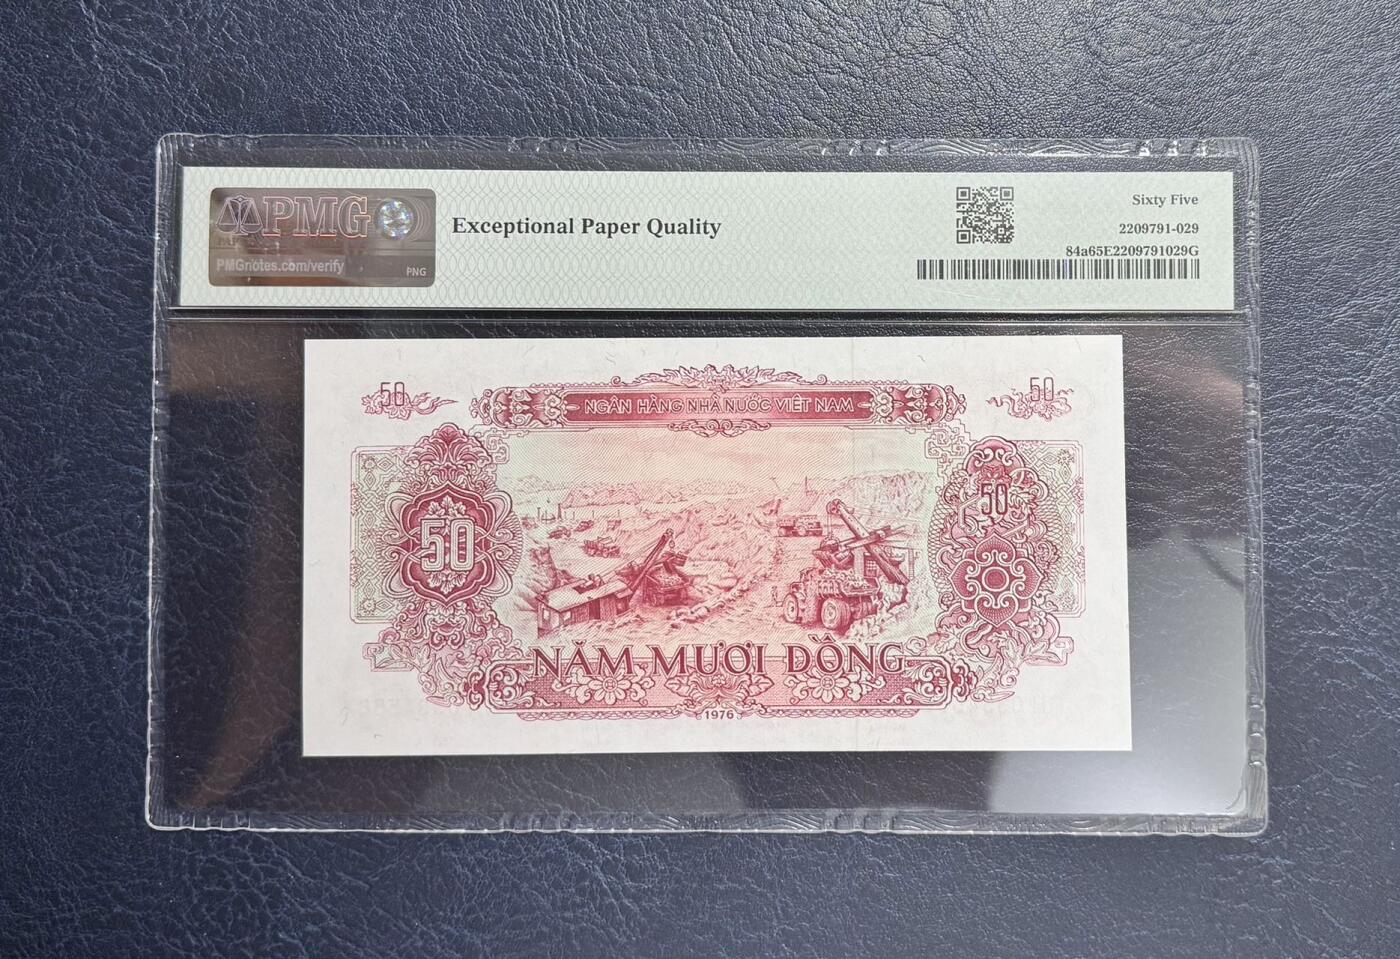 PMG
PMGnotes.com/verify
PNG
Exceptional Paper Quality
Sixty Five
2209791-029
84a65E2209791029G
50
50
NGÂN HÀNG NHÀ NƯỚC VIỆT NAM
50
50
NĂM MƯƠI ĐỒNG
1976